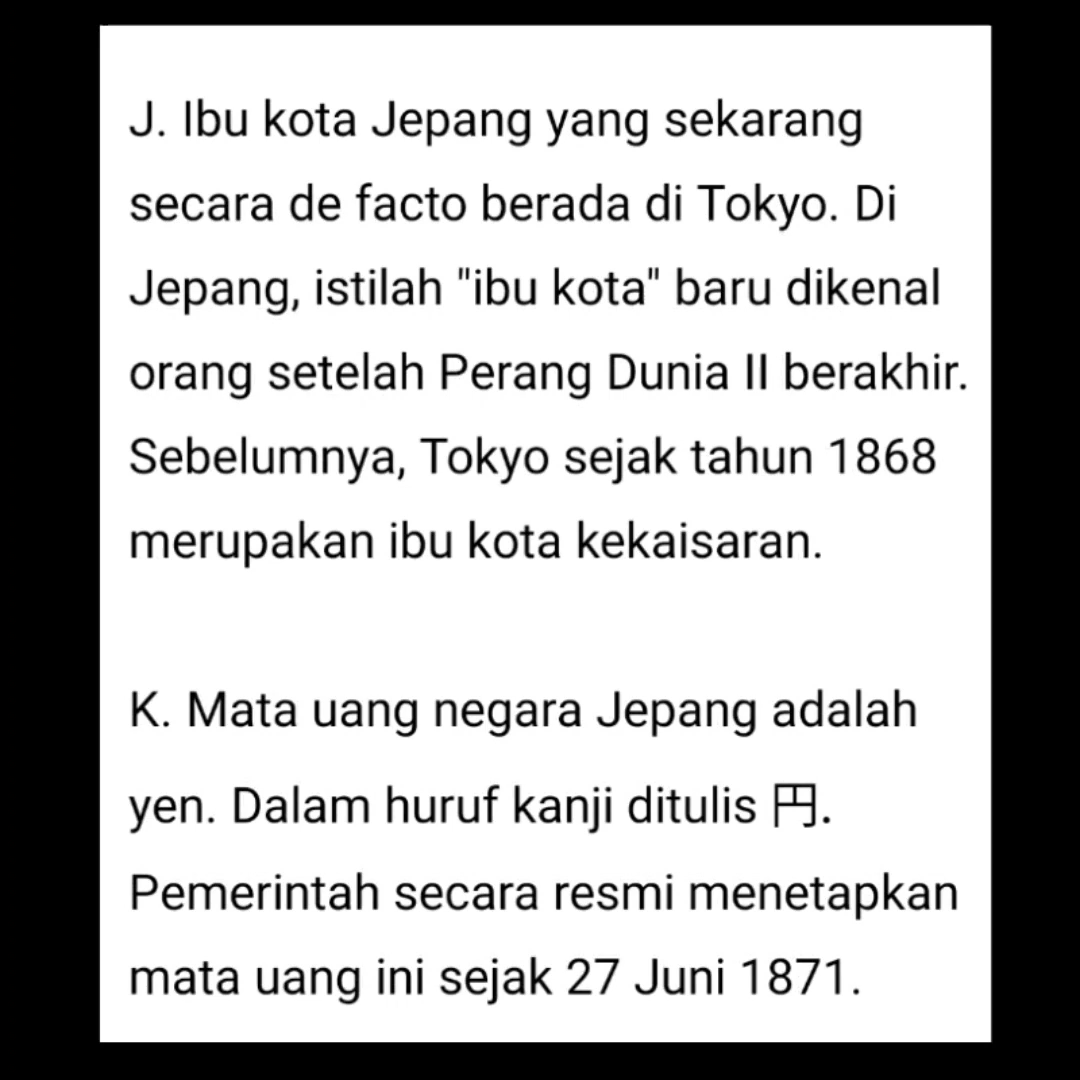 J. Ibu kota Jepang yang sekarang
secara de facto berada di Tokyo. Di
Jepang, istilah "ibu kota" baru dikenal
orang setelah Perang Dunia II berakhir.
Sebelumnya, Tokyo sejak tahun 1868
merupakan ibu kota kekaisaran.
K. Mata uang negara Jepang adalah
yen. Dalam huruf kanji ditulis 円.
Pemerintah secara resmi menetapkan
mata uang ini sejak 27 Juni 1871.